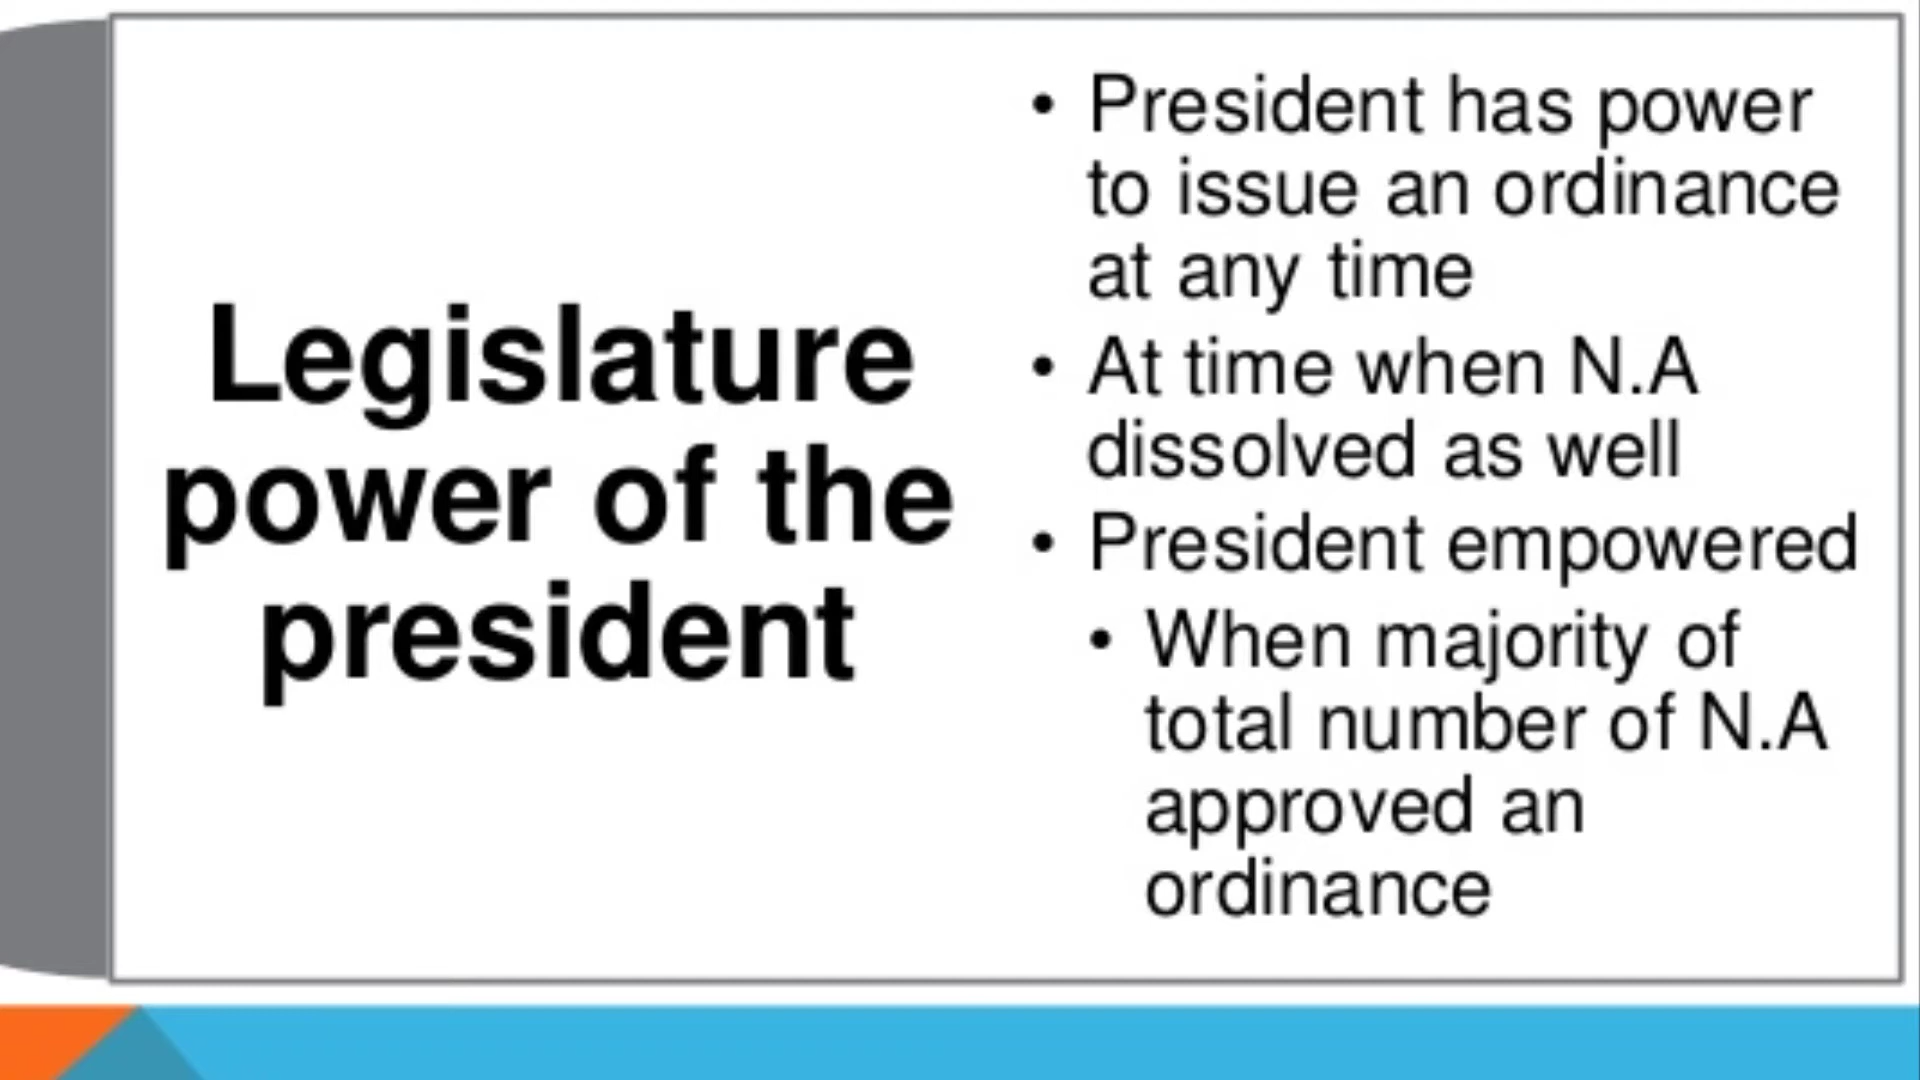 Legislature
power of the
president
• President has power
to issue an ordinance
at any time
• At time when N.A
dissolved as well
• President empowered
• When majority of
total number of N.A
approved an
ordinance